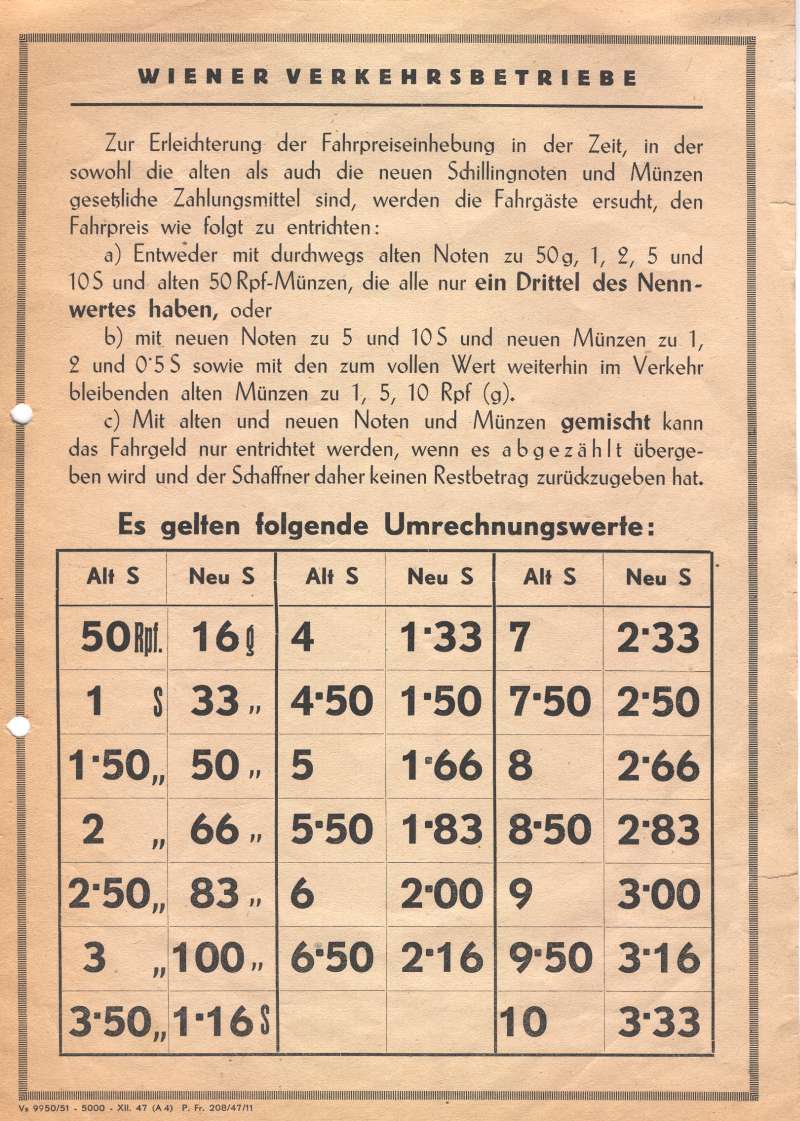 WIENER VERKEHRSBETRIEBE
Zur Erleichterung der Fahrpreiseinhebung in der Zeit, in der
sowohl die alten als auch die neuen Schillingnoten und Münzen
gesetzliche Zahlungsmittel sind, werden die Fahrgäste ersucht, den
Fahrpreis wie folgt zu entrichten:
a) Entweder mit durchwegs alten Noten zu 50 g, 1, 2, 5 und
10 S und alten 50 Rpf-Münzen, die alle nur ein Drittel des Nenn-
wertes haben, oder
b) mit neuen Noten zu 5 und 10 S und neuen Münzen zu 1,
2 und 0·5 S sowie mit den zum vollen Wert weiterhin im Verkehr
bleibenden alten Münzen zu 1, 5, 10 Rpf (g).
c) Mit alten und neuen Noten und Münzen gemischt kann
das Fahrgeld nur entrichtet werden, wenn es abgezählt überge-
ben wird und der Schaffner daher keinen Restbetrag zurückzugeben hat.
Es gelten folgende Umrechnungswerte:
Alt S Neu S Alt S Neu S Alt S Neu S
50 Rpf. 16 g 4 1·33 7 2·33
1 S 33 „ 4·50 1·50 7·50 2·50
1·50 „ 50 „ 5 1·66 8 2·66
2 „ 66 „ 5·50 1·83 8·50 2·83
2·50 „ 83 „ 6 2·00 9 3·00
3 „ 100 „ 6·50 2·16 9·50 3·16
3·50 „ 1·16 S 10 3·33
Vs 9950/51 - 5000 - XII. 47 (A 4) P. Fr. 208/47/11